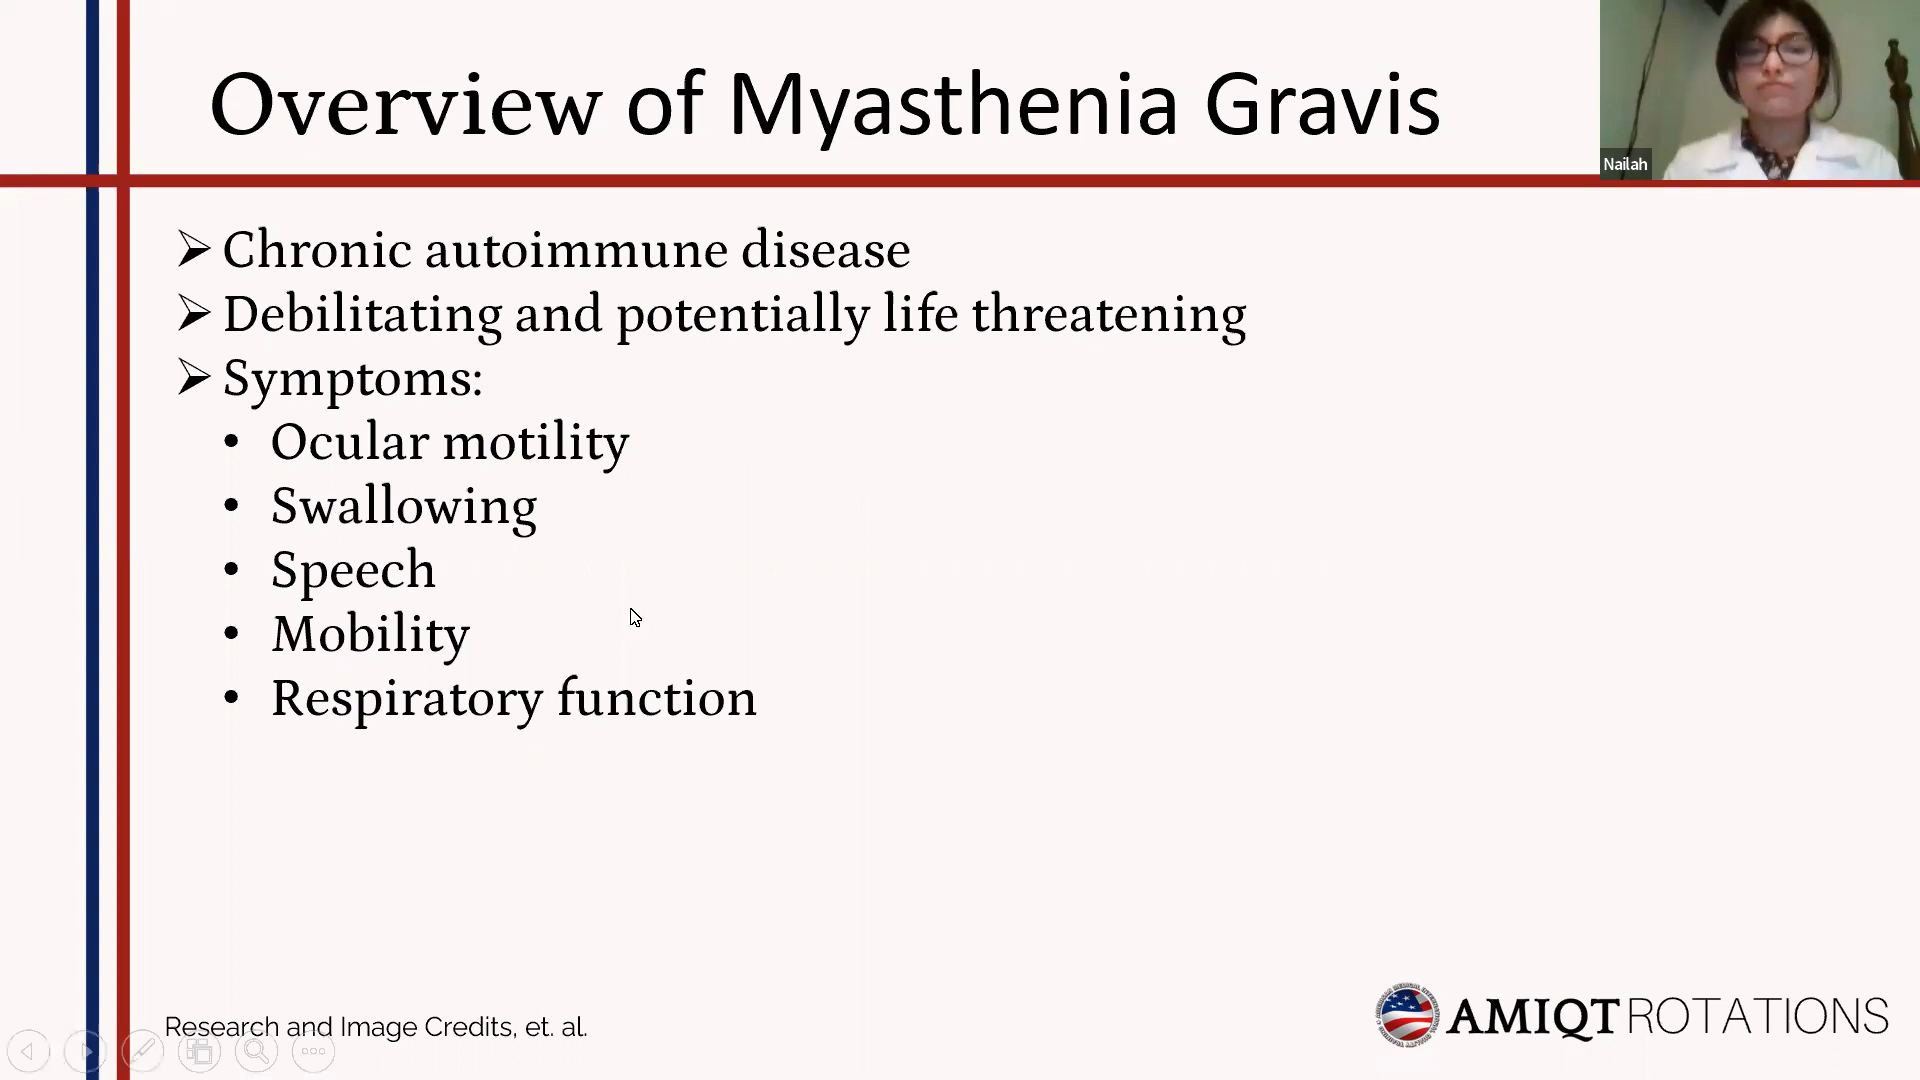 Overview of Myasthenia Gravis
Nailah
➢ Chronic autoimmune disease
➢ Debilitating and potentially life threatening
➢ Symptoms:
• Ocular motility
• Swallowing
• Speech
• Mobility
• Respiratory function
Research and Image Credits, et. al.
AMIQT ROTATIONS